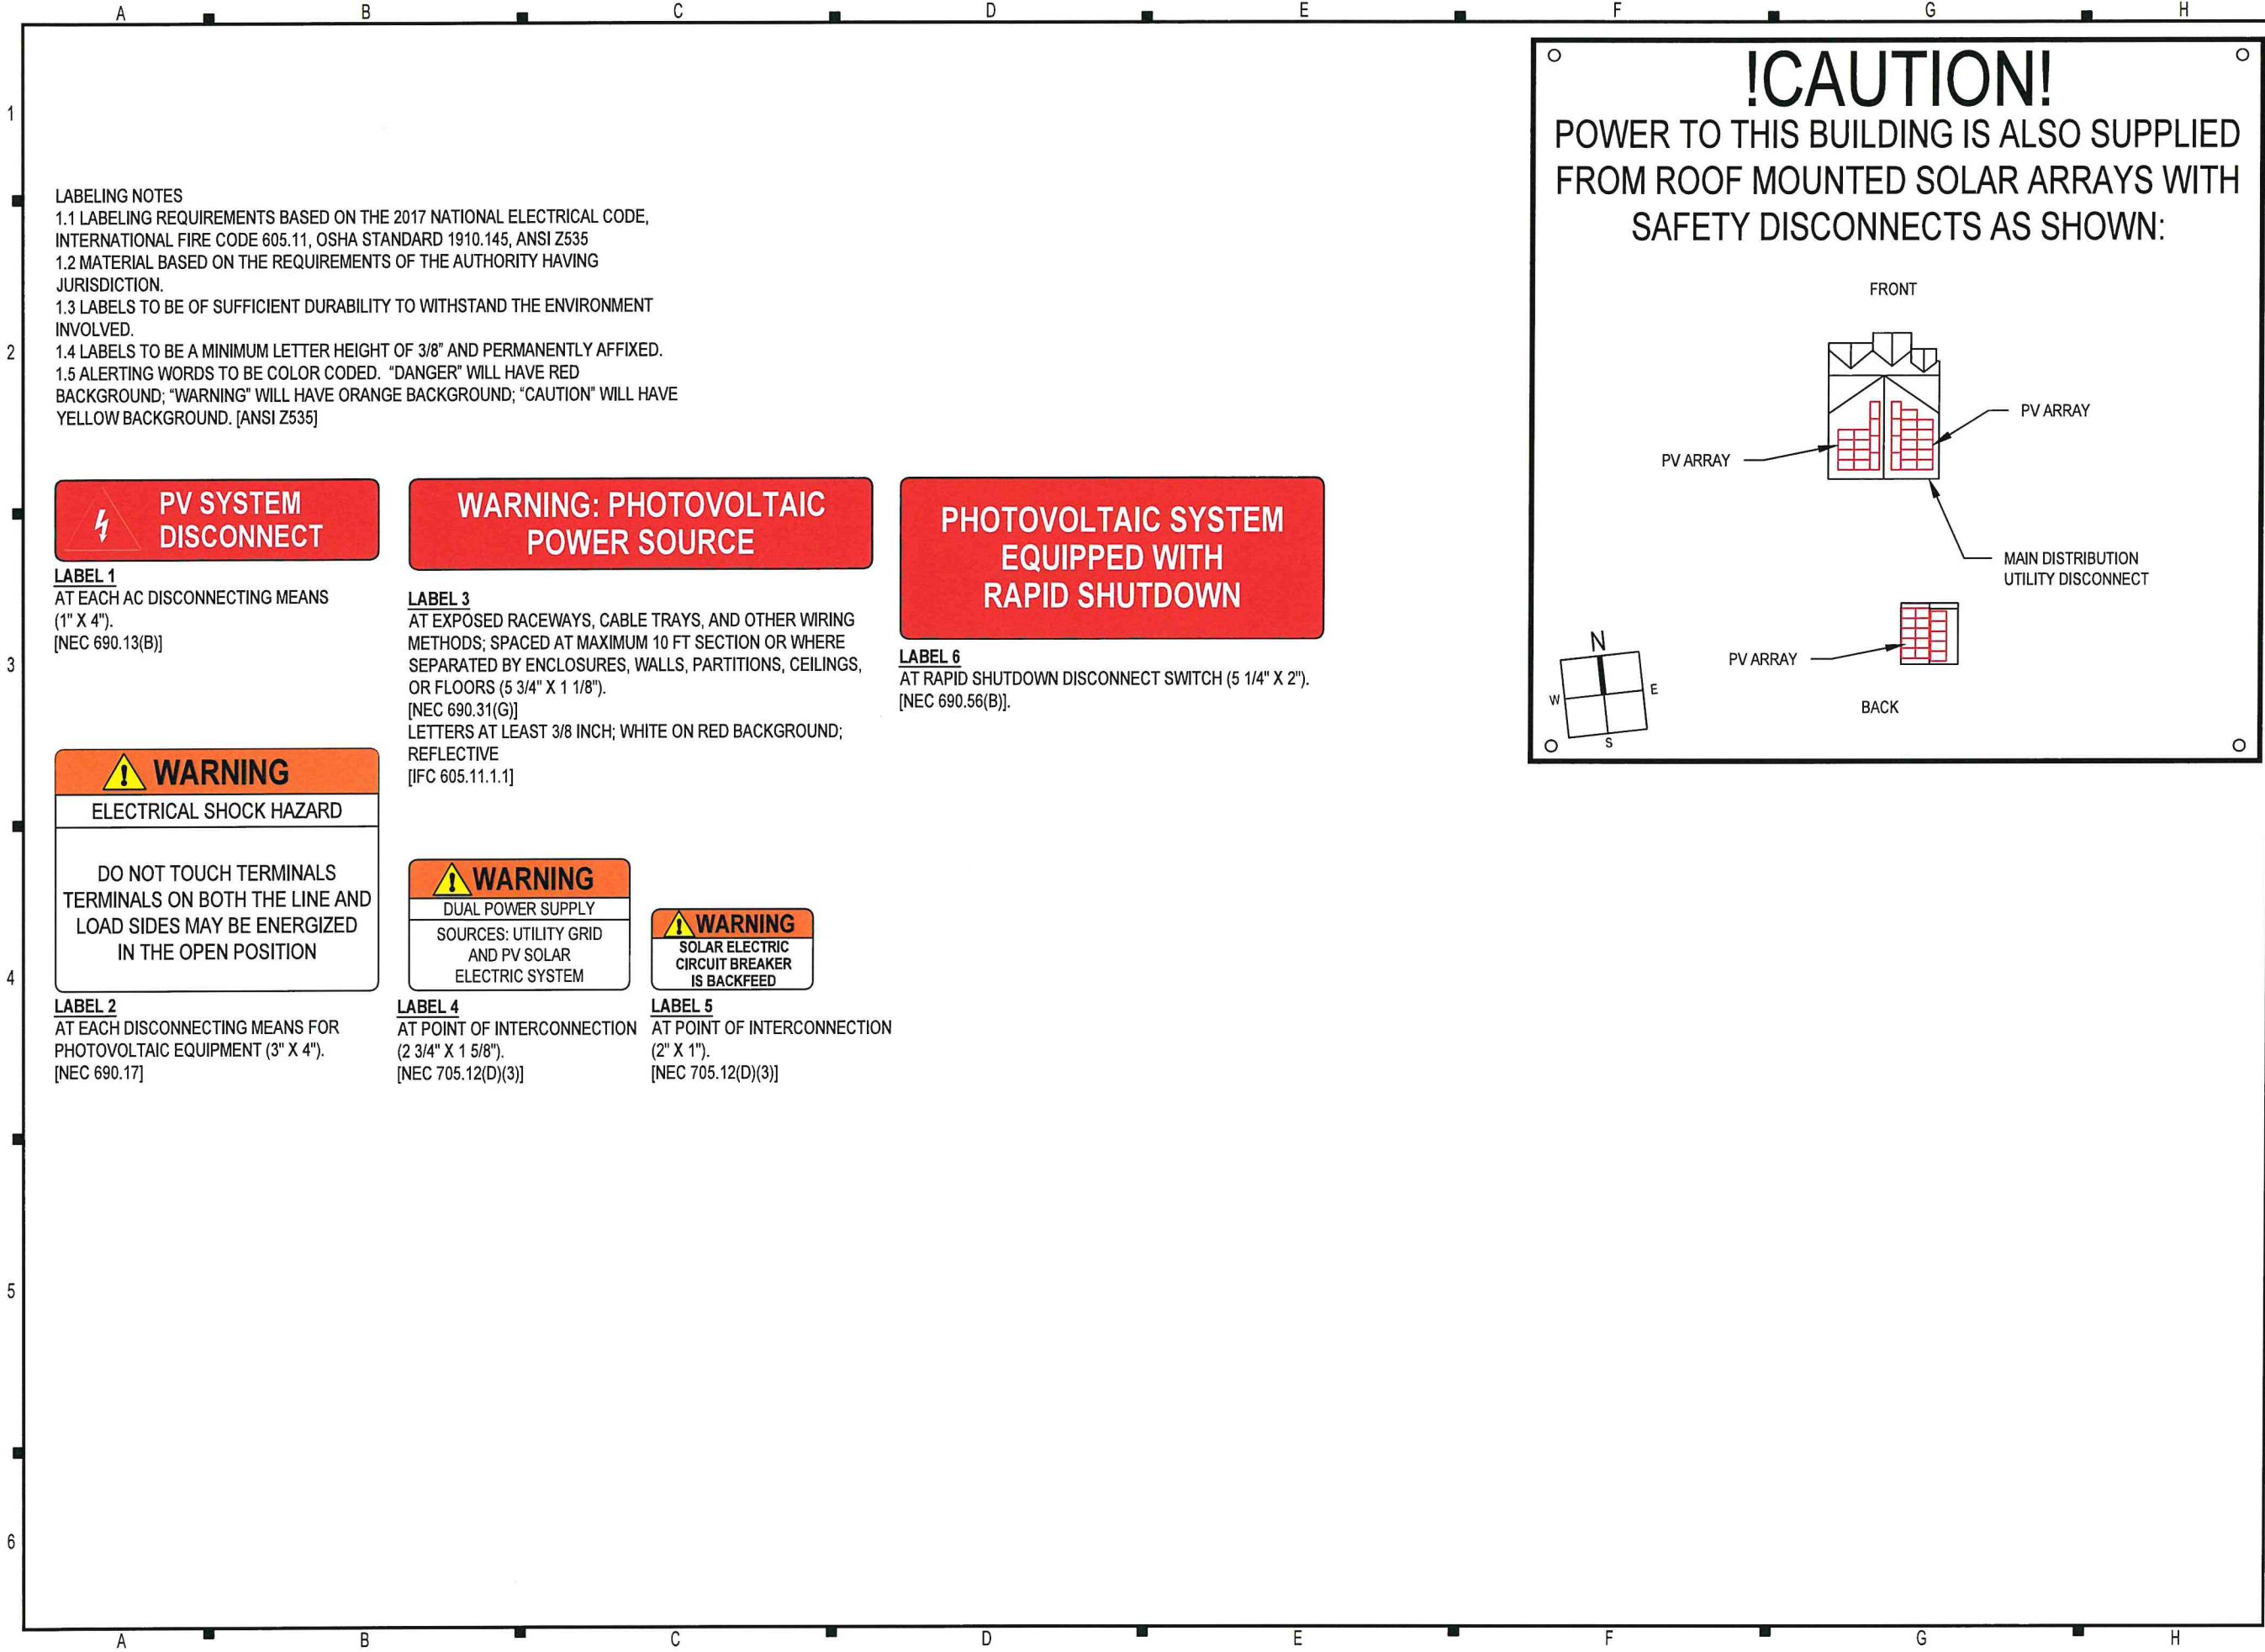 A B C D E F G H
1
2
3
4
5
6
LABELING NOTES
1.1 LABELING REQUIREMENTS BASED ON THE 2017 NATIONAL ELECTRICAL CODE,
INTERNATIONAL FIRE CODE 605.11, OSHA STANDARD 1910.145, ANSI Z535
1.2 MATERIAL BASED ON THE REQUIREMENTS OF THE AUTHORITY HAVING
JURISDICTION.
1.3 LABELS TO BE OF SUFFICIENT DURABILITY TO WITHSTAND THE ENVIRONMENT
INVOLVED.
1.4 LABELS TO BE A MINIMUM LETTER HEIGHT OF 3/8" AND PERMANENTLY AFFIXED.
1.5 ALERTING WORDS TO BE COLOR CODED. "DANGER" WILL HAVE RED
BACKGROUND; "WARNING" WILL HAVE ORANGE BACKGROUND; "CAUTION" WILL HAVE
YELLOW BACKGROUND. [ANSI Z535]
PV SYSTEM
DISCONNECT
LABEL 1
AT EACH AC DISCONNECTING MEANS
(1" X 4").
[NEC 690.13(B)]
WARNING
ELECTRICAL SHOCK HAZARD
DO NOT TOUCH TERMINALS
TERMINALS ON BOTH THE LINE AND
LOAD SIDES MAY BE ENERGIZED
IN THE OPEN POSITION
LABEL 2
AT EACH DISCONNECTING MEANS FOR
PHOTOVOLTAIC EQUIPMENT (3" X 4").
[NEC 690.17]
WARNING: PHOTOVOLTAIC
POWER SOURCE
LABEL 3
AT EXPOSED RACEWAYS, CABLE TRAYS, AND OTHER WIRING
METHODS; SPACED AT MAXIMUM 10 FT SECTION OR WHERE
SEPARATED BY ENCLOSURES, WALLS, PARTITIONS, CEILINGS,
OR FLOORS (5 3/4" X 1 1/8").
[NEC 690.31(G)]
LETTERS AT LEAST 3/8 INCH; WHITE ON RED BACKGROUND;
REFLECTIVE
[IFC 605.11.1.1]
WARNING
DUAL POWER SUPPLY
SOURCES: UTILITY GRID
AND PV SOLAR
ELECTRIC SYSTEM
LABEL 4
AT POINT OF INTERCONNECTION
(2 3/4" X 1 5/8").
[NEC 705.12(D)(3)]
WARNING
SOLAR ELECTRIC
CIRCUIT BREAKER
IS BACKFEED
LABEL 5
AT POINT OF INTERCONNECTION
(2" X 1").
[NEC 705.12(D)(3)]
PHOTOVOLTAIC SYSTEM
EQUIPPED WITH
RAPID SHUTDOWN
LABEL 6
AT RAPID SHUTDOWN DISCONNECT SWITCH (5 1/4" X 2").
[NEC 690.56(B)].
!CAUTION!
POWER TO THIS BUILDING IS ALSO SUPPLIED
FROM ROOF MOUNTED SOLAR ARRAYS WITH
SAFETY DISCONNECTS AS SHOWN:
FRONT
PV ARRAY
PV ARRAY
MAIN DISTRIBUTION
UTILITY DISCONNECT
PV ARRAY
BACK
N
W
E
S
A B C D E F G H